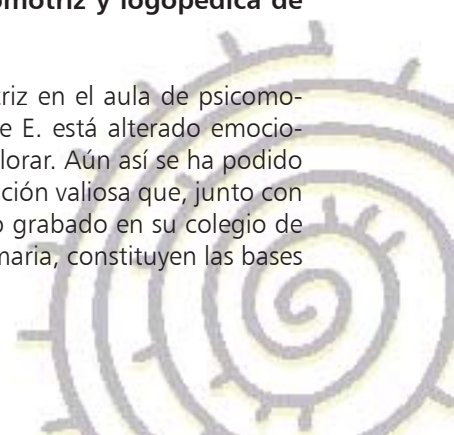 omotriz y logopédica de
triz en el aula de psicomo-
e E. está alterado emocio-
lorar. Aún así se ha podido
ción valiosa que, junto con
o grabado en su colegio de
maria, constituyen las bases